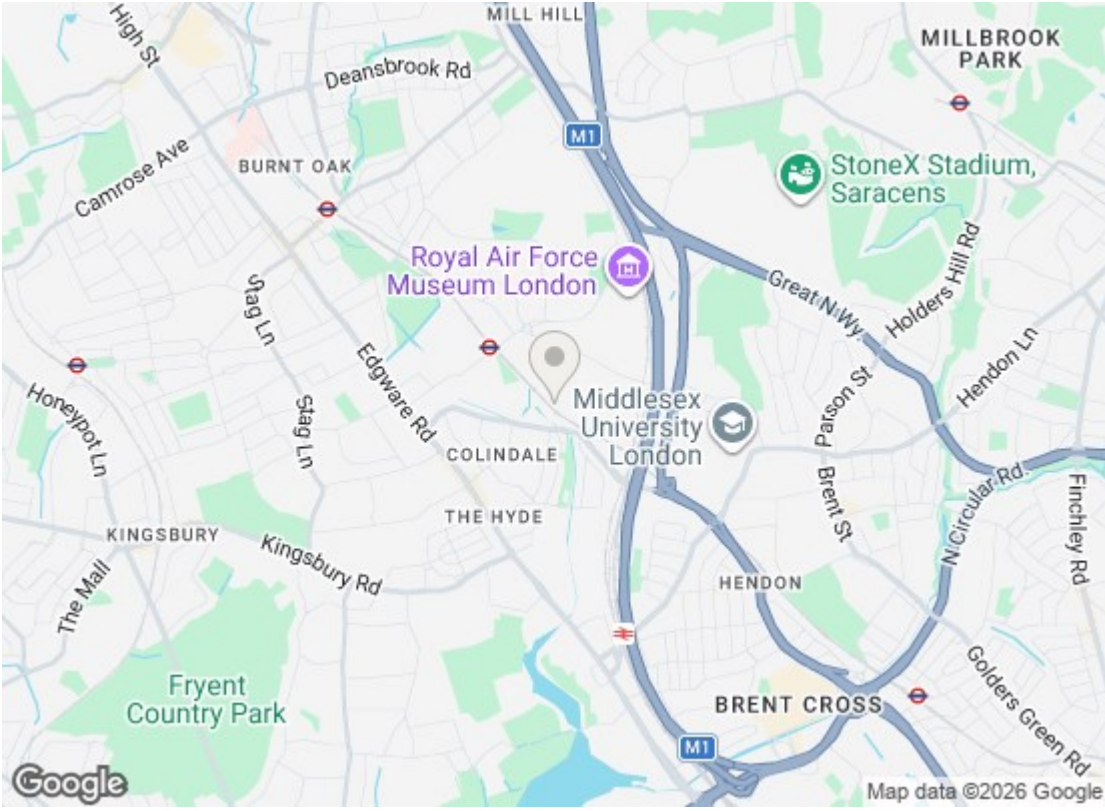 MILL HILL
High St
MILLBROOK
PARK
Deansbrook Rd
M1
Camrose Ave
BURNT OAK
StoneX Stadium,
Saracens
Royal Air Force
Museum London
Holders Hill Rd
Great N Wy.
Stag Ln
Hendon Ln
Edgware Rd
Parson St
Honeypot Ln
Stag Ln
Middlesex
University
London
COLINDALE
Brent St
N Circular Rd.
Finchley Rd
THE HYDE
KINGSBURY
Kingsbury Rd
The Mall
HENDON
Golders Green Rd
Fryent
Country Park
BRENT CROSS
M1
Google
Map data ©2026 Google